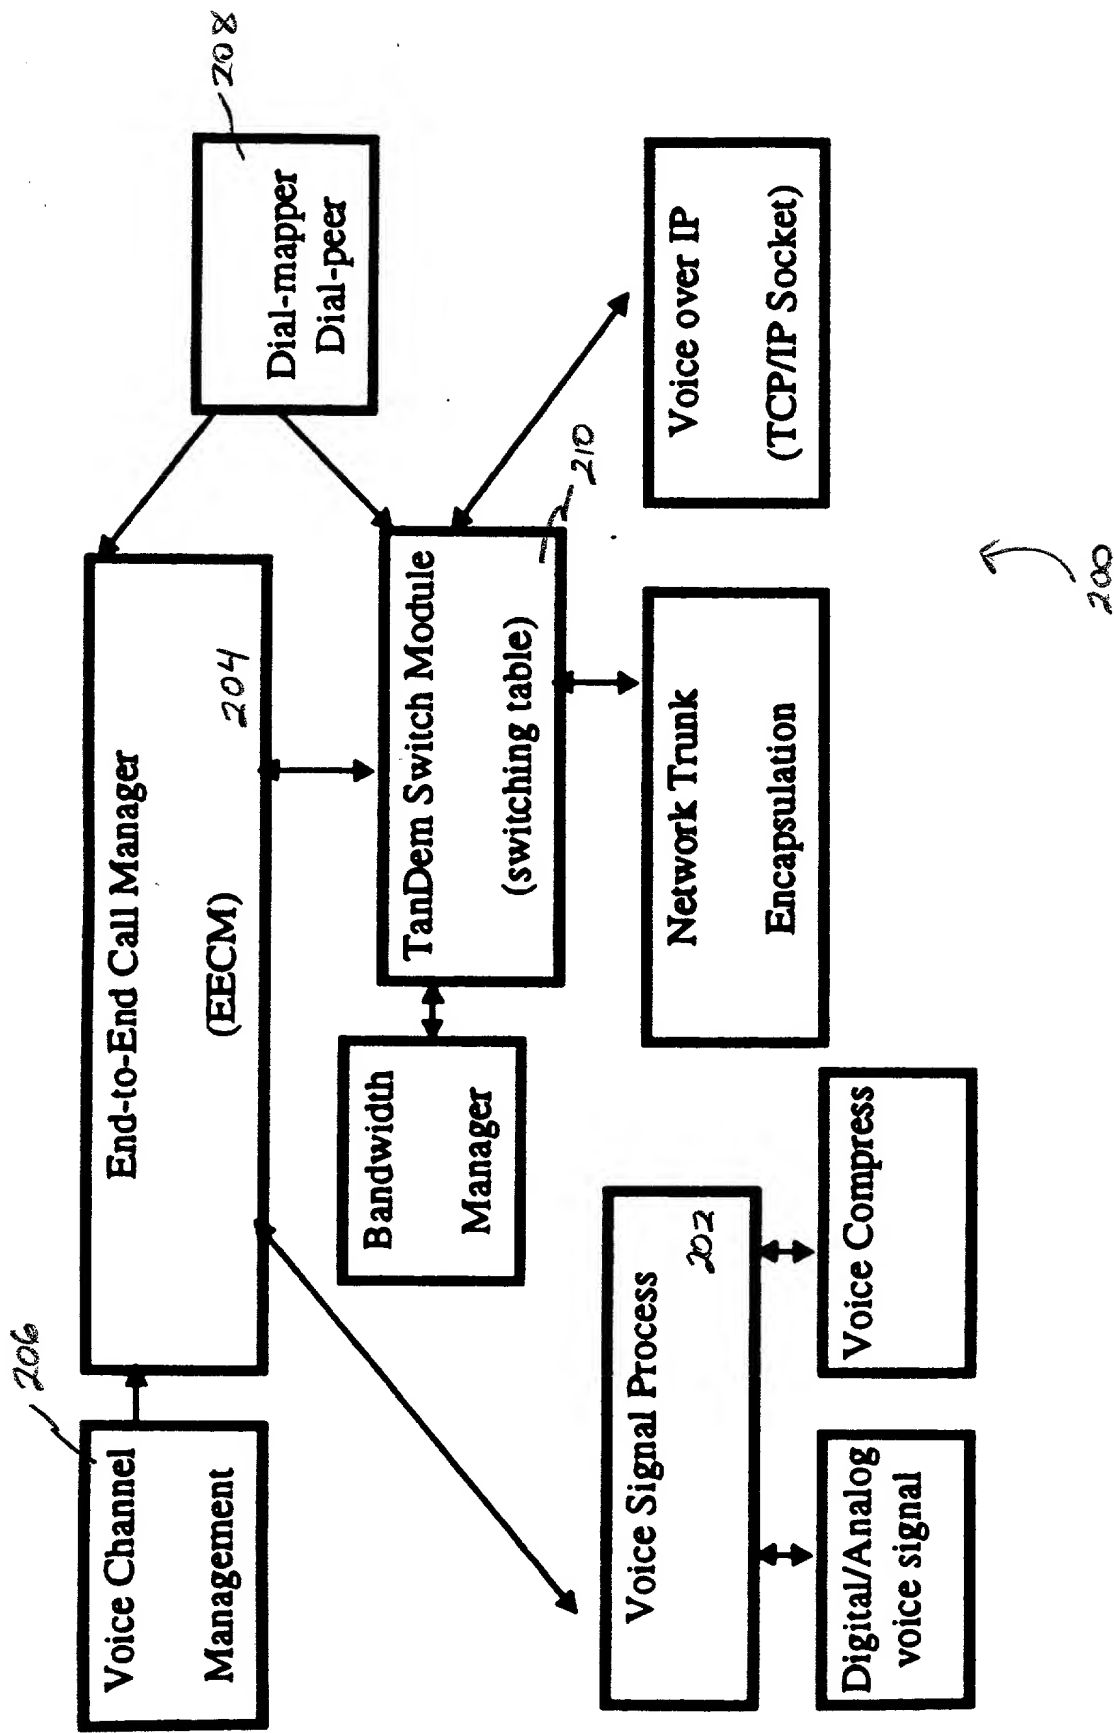 Voice Channel
Management
206
End-to-End Call Manager
(EECM)
204
Dial-mapper
Dial-peer
208
Bandwidth
Manager
TanDem Switch Module
(switching table)
210
Voice Signal Process
202
Network Trunk
Encapsulation
Voice over IP
(TCP/IP Socket)
Digital/Analog
voice signal
Voice Compress
200